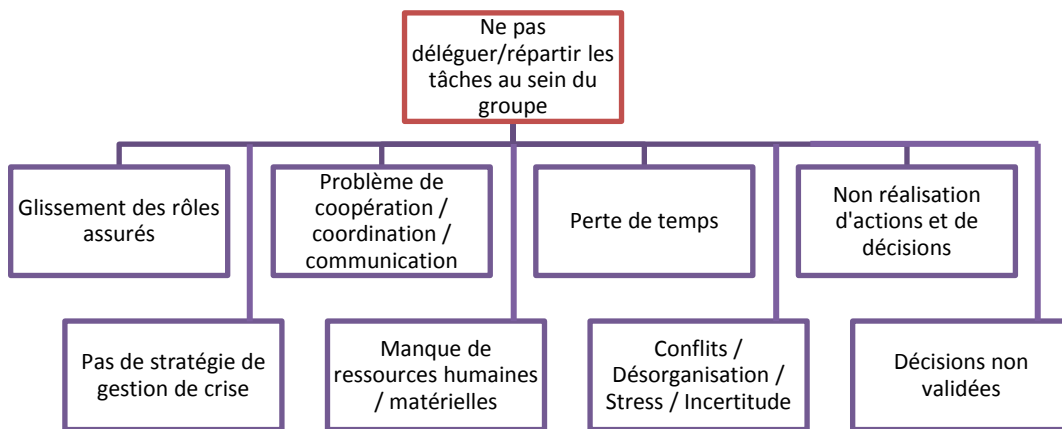 Ne pas
déléguer/répartir les
tâches au sein du
groupe
Glissement des rôles
assurés
Problème de
coopération /
coordination /
communication
Perte de temps
Non réalisation
d'actions et de
décisions
Pas de stratégie de
gestion de crise
Manque de
ressources humaines
/ matérielles
Conflits /
Désorganisation /
Stress / Incertitude
Décisions non
validées